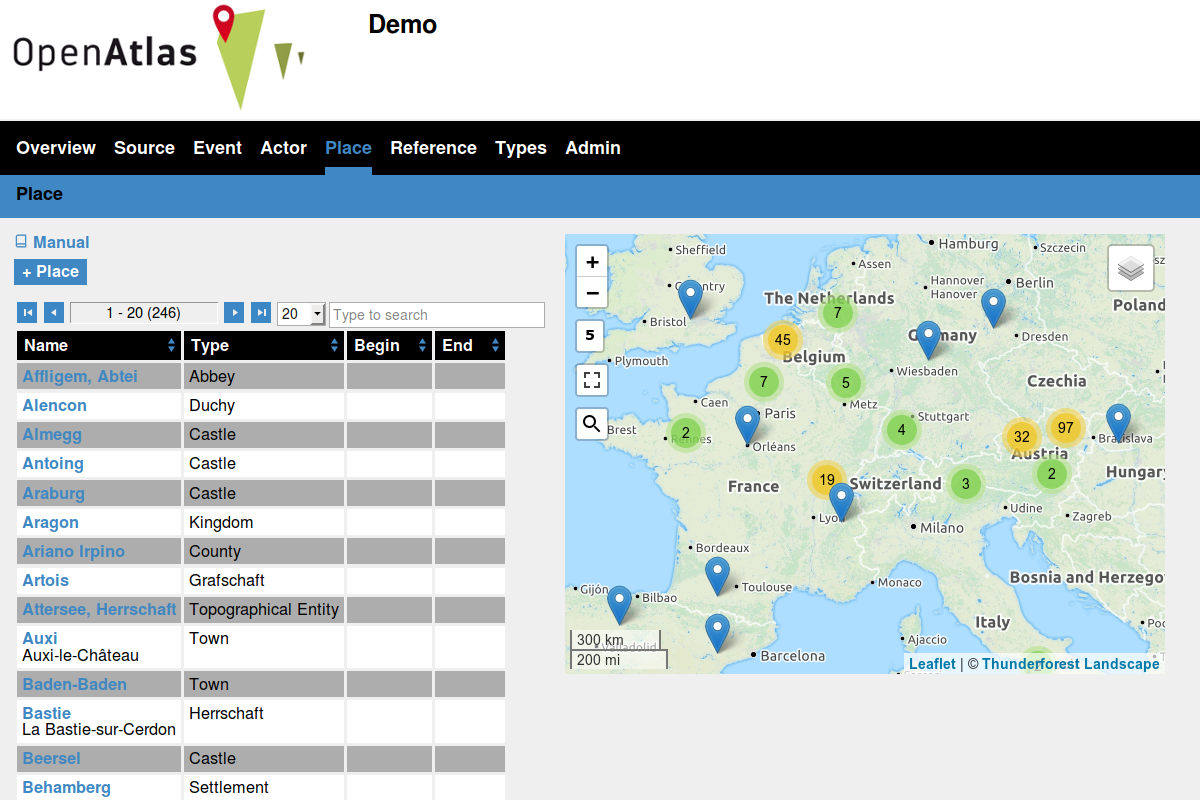 OpenAtlas
Demo
Overview Source Event Actor Place Reference Types Admin
Place
Manual
+ Place
1 - 20 (246) 20 Type to search
Name Type Begin End
Affligem, Abtei Abbey
Alencon Duchy
Almegg Castle
Antoing Castle
Araburg Castle
Aragon Kingdom
Ariano Irpino County
Artois Grafschaft
Attersee, Herrschaft Topographical Entity
Auxi Town
Auxi-le-Château
Baden-Baden Town
Bastie Herrschaft
La Bastie-sur-Cerdon
Beersel Castle
Behamberg Settlement
+
−
5
Sheffield
Hamburg
Szczecin
Assen
Hannover
Hannover
Berlin
The Netherlands
7
Poland
Bristol
45
Dresden
Belgium
Plymouth
Wiesbaden
7
5
Czechia
Caen
Metz
Paris
Stuttgart
Brest
2
4
32
97
Orléans
Bratislava
Austria
19
Switzerland
3
2
Hungary
France
Lyon
Udine
Zagreb
Milano
Bordeaux
Toulouse
Monaco
Bosnia and Herzego
Gijón
Bilbao
Italy
300 km
Valladolid
200 mi
Ajaccio
Barcelona
Leaflet | © Thunderforest Landscape